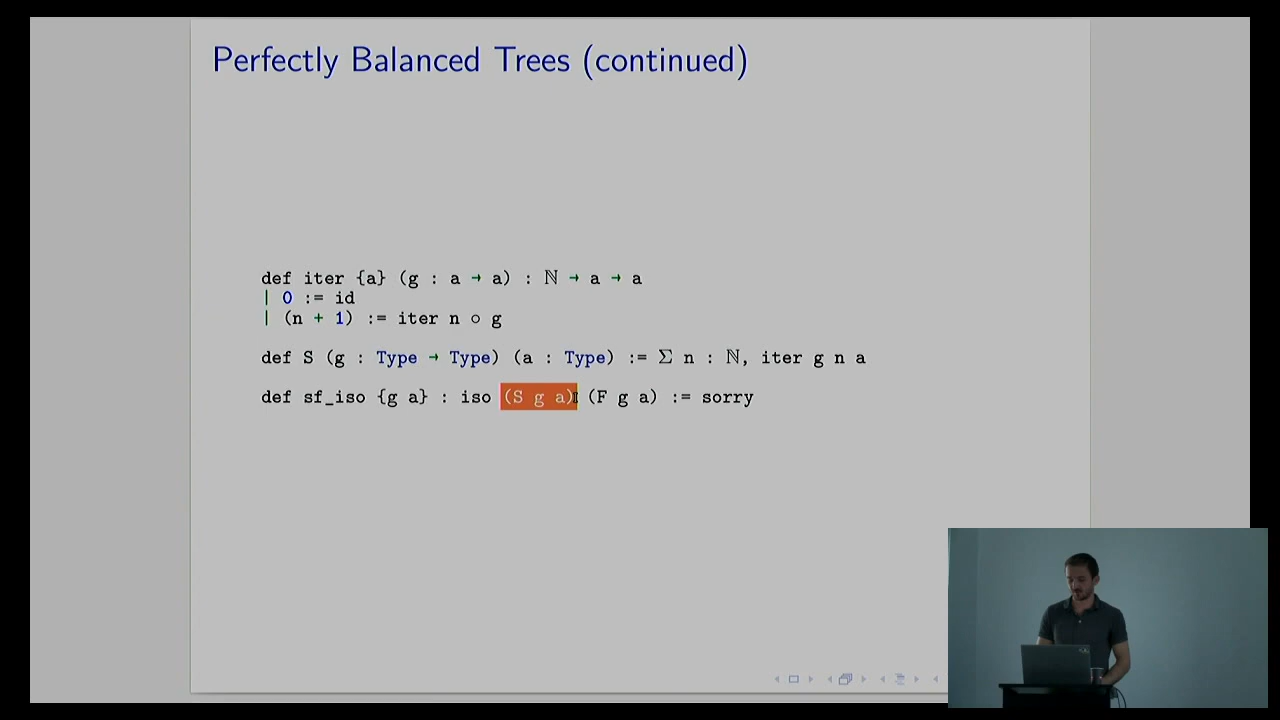 Perfectly Balanced Trees (continued)
def iter {a} (g : a → a) : ℕ → a → a
| 0 := id
| (n + 1) := iter n ∘ g
def S (g : Type → Type) (a : Type) := Σ n : ℕ, iter g n a
def sf_iso {g a} : iso (S g a) (F g a) := sorry